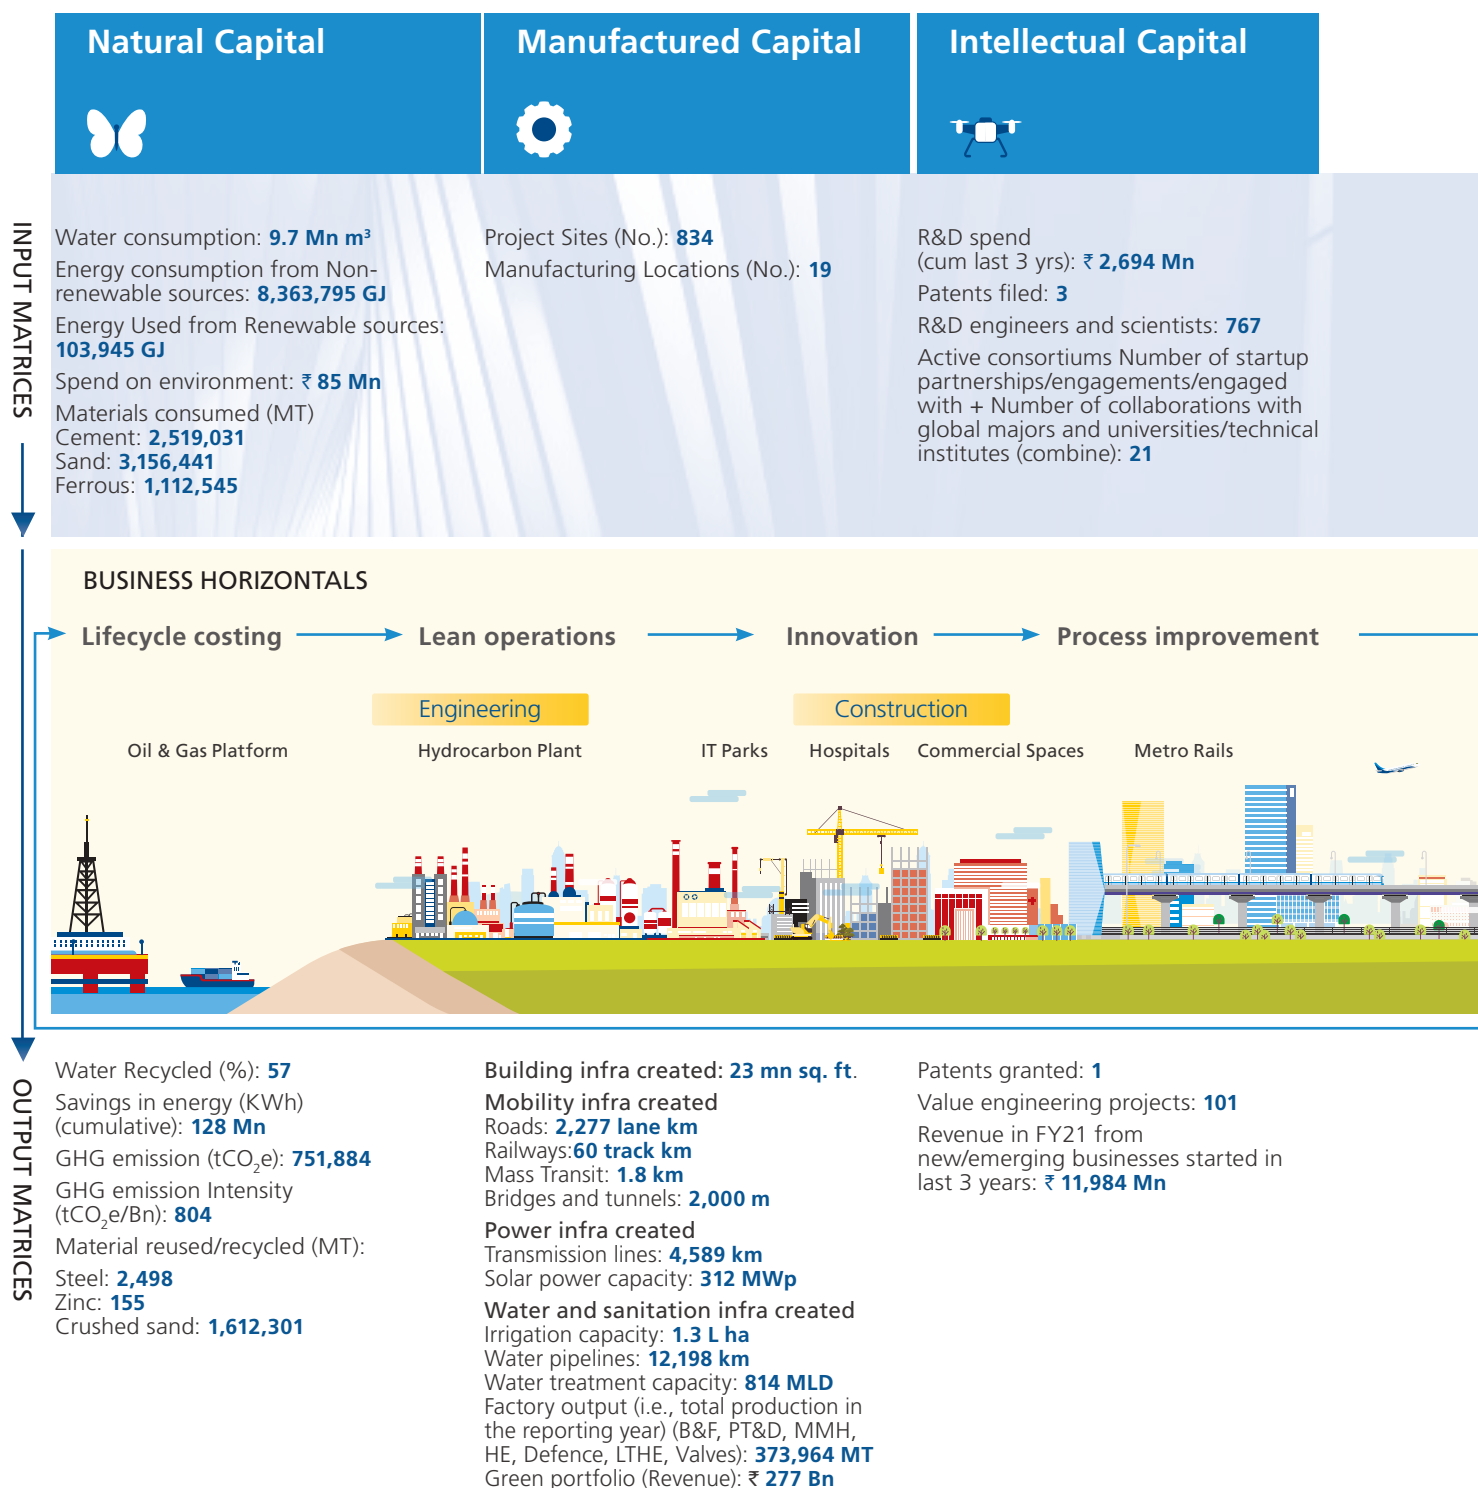 Natural Capital
Manufactured Capital
Intellectual Capital
INPUT MATRICES
Water consumption: 9.7 Mn m³
Energy consumption from Non-
renewable sources: 8,363,795 GJ
Energy Used from Renewable sources:
103,945 GJ
Spend on environment: ₹ 85 Mn
Materials consumed (MT)
Cement: 2,519,031
Sand: 3,156,441
Ferrous: 1,112,545
Project Sites (No.): 834
Manufacturing Locations (No.): 19
R&D spend
(cum last 3 yrs): ₹ 2,694 Mn
Patents filed: 3
R&D engineers and scientists: 767
Active consortiums Number of startup
partnerships/engagements/engaged
with + Number of collaborations with
global majors and universities/technical
institutes (combine): 21
BUSINESS HORIZONTALS
Lifecycle costing
Lean operations
Innovation
Process improvement
Engineering
Construction
Oil & Gas Platform
Hydrocarbon Plant
IT Parks
Hospitals
Commercial Spaces
Metro Rails
OUTPUT MATRICES
Water Recycled (%): 57
Savings in energy (KWh)
(cumulative): 128 Mn
GHG emission (tCO₂e): 751,884
GHG emission Intensity
(tCO₂e/Bn): 804
Material reused/recycled (MT):
Steel: 2,498
Zinc: 155
Crushed sand: 1,612,301
Building infra created: 23 mn sq. ft.
Mobility infra created
Roads: 2,277 lane km
Railways:60 track km
Mass Transit: 1.8 km
Bridges and tunnels: 2,000 m
Power infra created
Transmission lines: 4,589 km
Solar power capacity: 312 MWp
Water and sanitation infra created
Irrigation capacity: 1.3 L ha
Water pipelines: 12,198 km
Water treatment capacity: 814 MLD
Factory output (i.e., total production in
the reporting year) (B&F, PT&D, MMH,
HE, Defence, LTHE, Valves): 373,964 MT
Green portfolio (Revenue): ₹ 277 Bn
Patents granted: 1
Value engineering projects: 101
Revenue in FY21 from
new/emerging businesses started in
last 3 years: ₹ 11,984 Mn